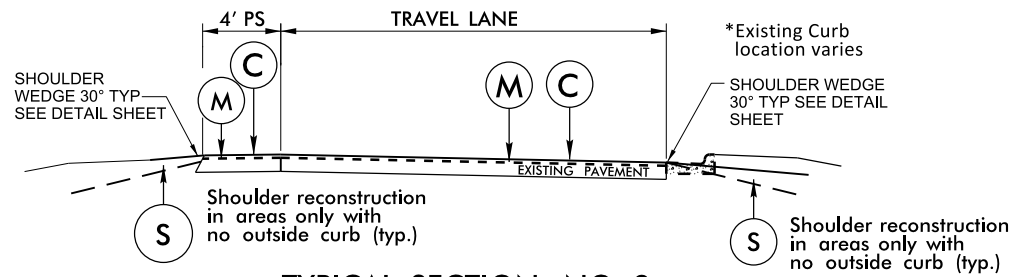 4' PS
TRAVEL LANE
*Existing Curb
location varies
SHOULDER
WEDGE 30° TYP
SEE DETAIL SHEET
M
C
M
C
SHOULDER WEDGE
30° TYP SEE DETAIL
SHEET
EXISTING PAVEMENT
S
Shoulder reconstruction
in areas only with
no outside curb (typ.)
S
Shoulder reconstruction
in areas only with
no outside curb (typ.)